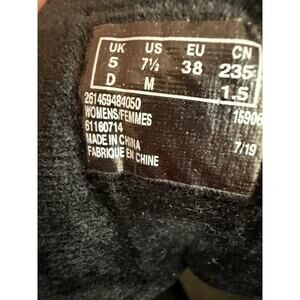 UK US EU CN
5 7½ 38 235
D M 1.5
261459484050
WOMENS/FEMMES 15906
61160714
MADE IN CHINA 7/19
FABRIQUÉ EN CHINE